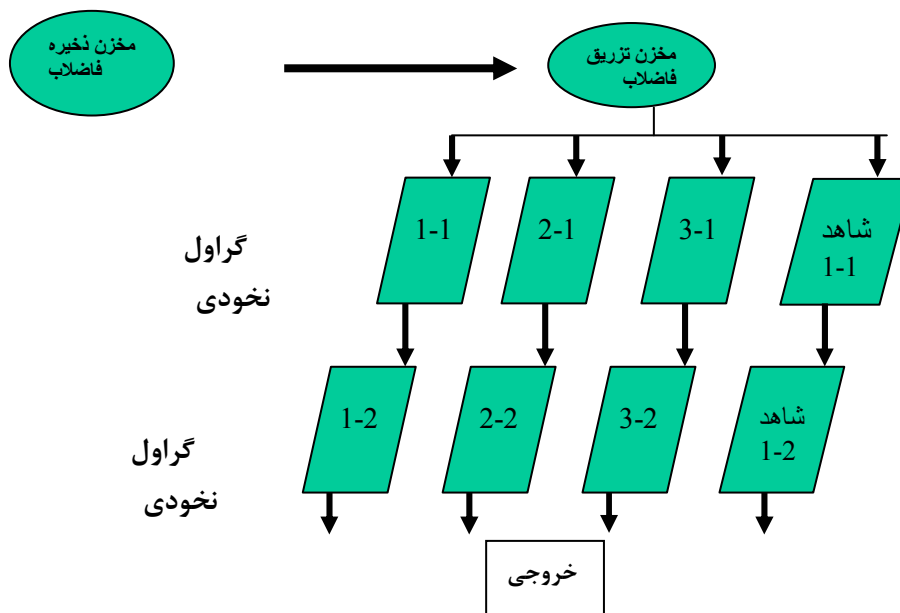 مخزن ذخیره
فاضلاب
مخزن تزریق
فاضلاب
گراول
نخودی
1-1
2-1
3-1
شاهد
1-1
گراول
نخودی
1-2
2-2
3-2
شاهد
1-2
خروجی